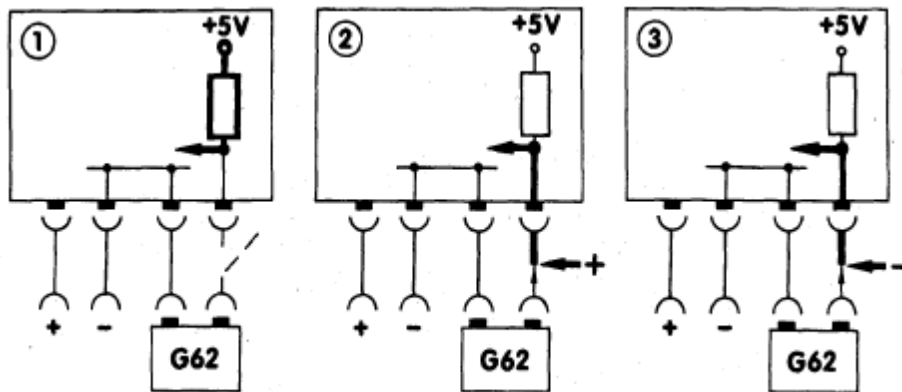 1 +5V
2 +5V
3 +5V
+
-
+ - G62
+ - G62
+ - G62